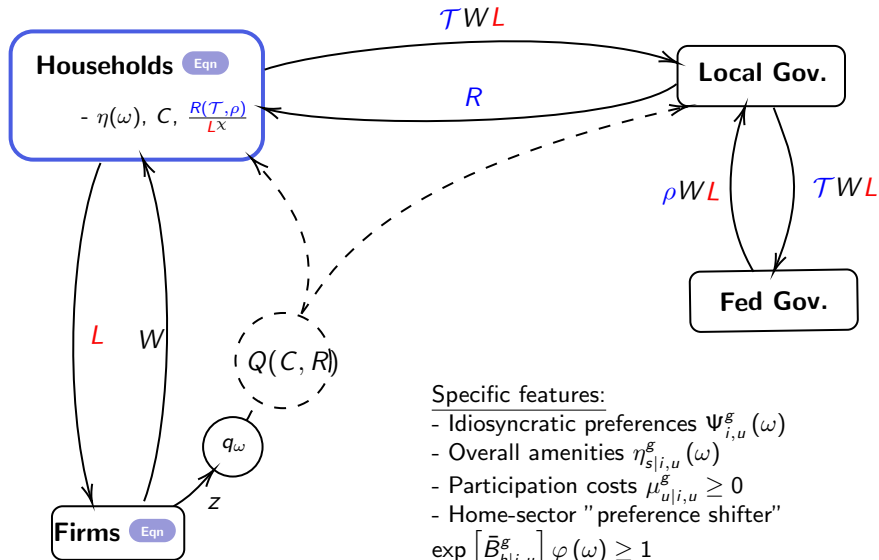 𝒯WL
Households Eqn
Local Gov.
R
- η(ω), C, R(𝒯,ρ)/L^χ
ρWL
𝒯WL
Fed Gov.
L
W
Q(C, R)
Specific features:
- Idiosyncratic preferences Ψ^g_{i,u} (ω)
q_ω
- Overall amenities η^g_{s|i,u} (ω)
- Participation costs μ^g_{u|i,u} ≥ 0
z
- Home-sector "preference shifter"
Firms Eqn
exp [B̄^g_{h|i,u}] φ (ω) ≥ 1